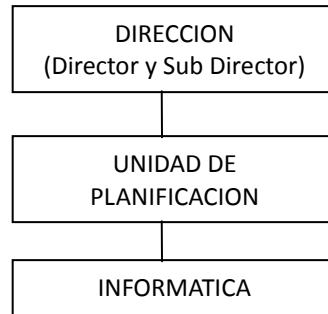 DIRECCION
(Director y Sub Director)
UNIDAD DE
PLANIFICACION
INFORMATICA